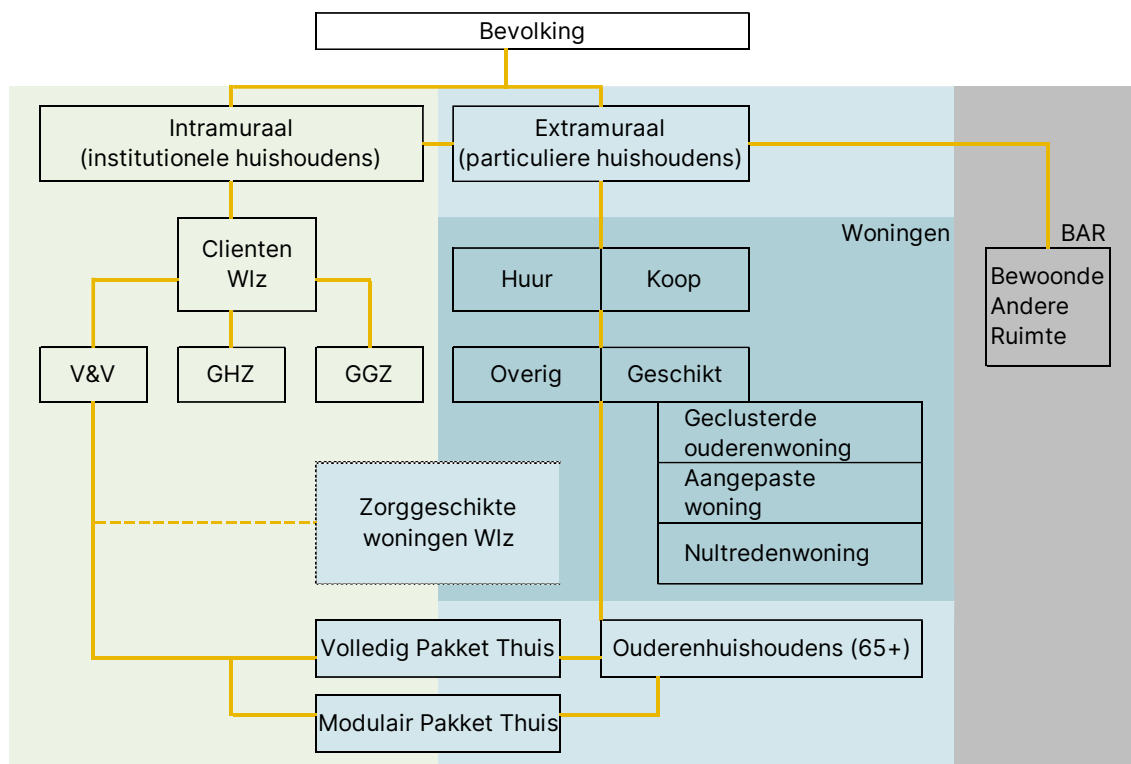 Bevolking
Intramuraal
(institutionele huishoudens)
Extramuraal
(particuliere huishoudens)
Woningen
BAR
Clienten
Wlz
Huur
Koop
Bewoonde
Andere
Ruimte
V&V
GHZ
GGZ
Overig
Geschikt
Geclusterde
ouderenwoning
Aangepaste
woning
Nultredenwoning
Zorggeschikte
woningen Wlz
Volledig Pakket Thuis
Ouderenhuishoudens (65+)
Modulair Pakket Thuis